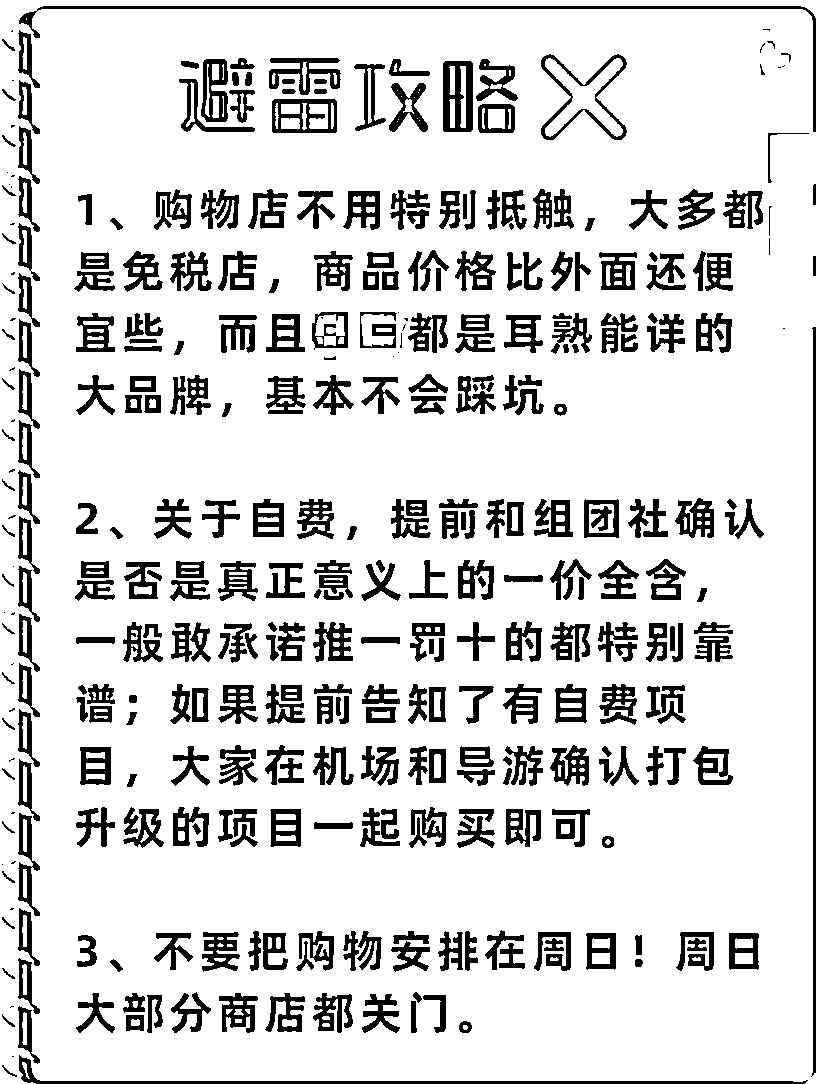 避雷攻略
1、购物店不用特别抵触，大多都
是免税店，商品价格比外面还便
宜些，而且品口都是耳熟能详的
大品牌，基本不会踩坑。
2、关于自费，提前和组团社确认
是否是真正意义上的一价全含，
一般敢承诺推一罚十的都特别靠
谱；如果提前告知了有自费项
目，大家在机场和导游确认打包
升级的项目一起购买即可。
3、不要把购物安排在周日！周日
大部分商店都关门。